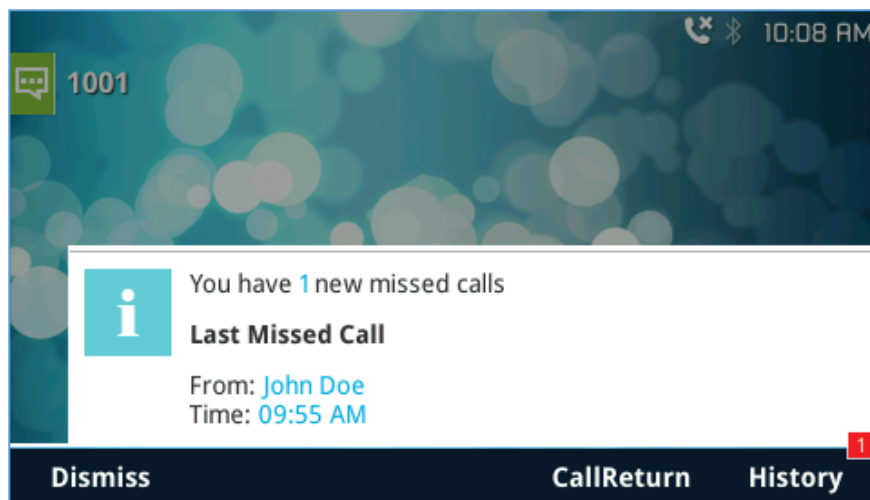 10:08 AM
1001
You have 1 new missed calls
Last Missed Call
From: John Doe
Time: 09:55 AM
1
Dismiss CallReturn History